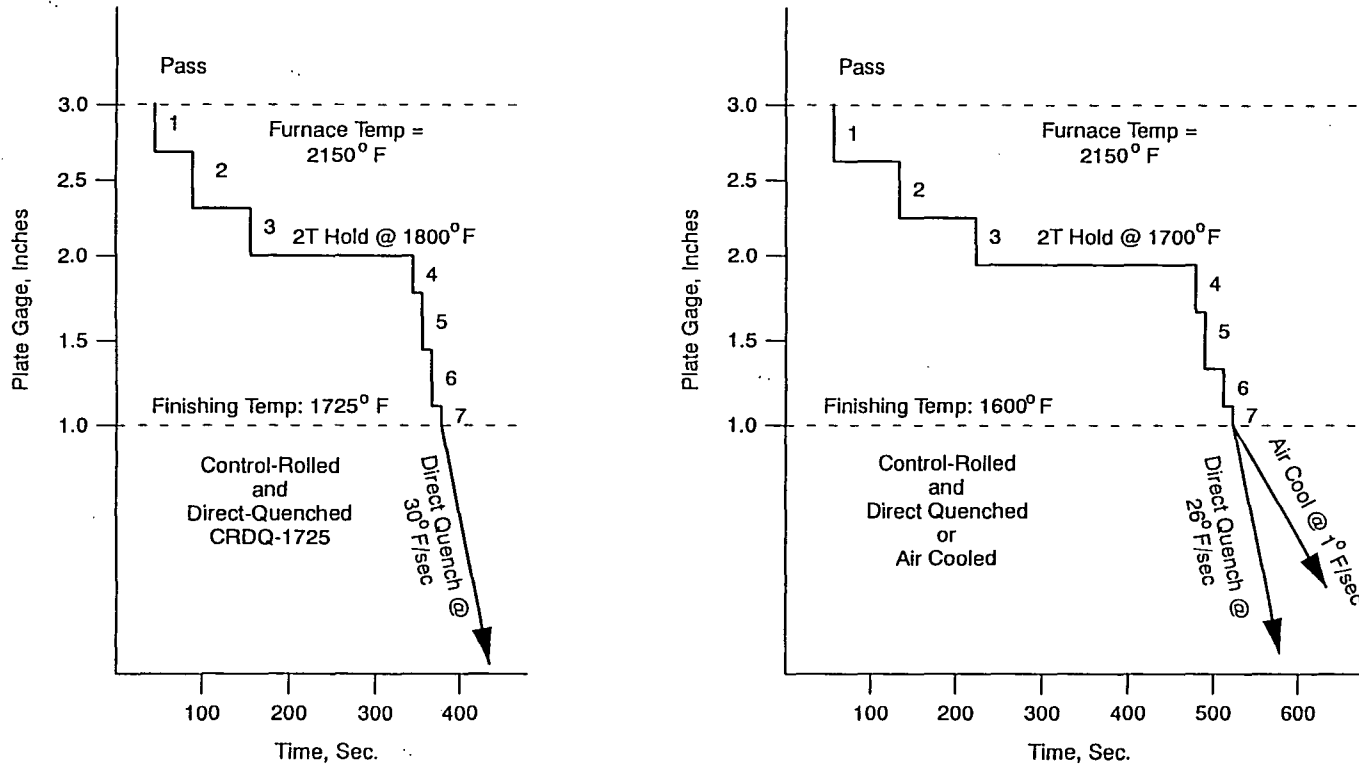 Pass
3.0
1
Furnace Temp =
2150° F
2.5
2
3
2T Hold @ 1800°F
2.0
4
5
1.5
6
Finishing Temp: 1725° F
7
1.0
Control-Rolled
and
Direct-Quenched
CRDQ-1725
Direct Quench @
30°F/sec
Plate Gage, Inches
100
200
300
400
Time, Sec.
Pass
3.0
1
Furnace Temp =
2150° F
2.5
2
3
2T Hold @ 1700°F
2.0
4
5
1.5
6
Finishing Temp: 1600°F
7
1.0
Control-Rolled
and
Direct Quenched
or
Air Cooled
Direct Quench @
26°F/sec
Air Cool @ 1° F/sec
Plate Gage, Inches
100
200
300
400
500
600
Time, Sec.